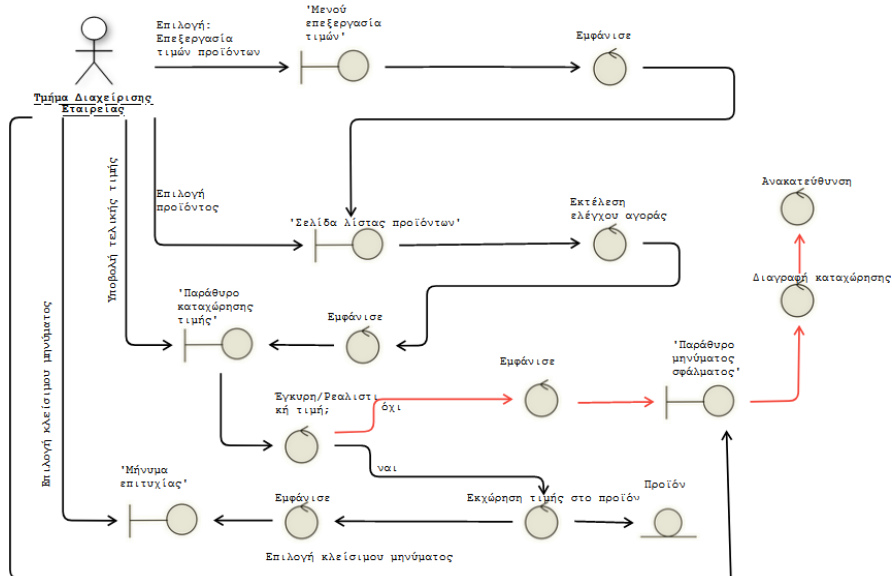 Επιλογή:
Επεξεργασία
τιμών προϊόντων
'Μενού
επεξεργασία
τιμών'
Εμφάνισε
Τμήμα Διαχείρισης
Εταιρείας
Υποβολή τελικής τιμής
Επιλογή
προϊόντος
'Σελίδα λίστας προϊόντων'
Εκτέλεση
ελέγχου αγοράς
Ανακατεύθυνση
Διαγραφή καταχώρησης
'Παράθυρο
καταχώρησης
τιμής'
Εμφάνισε
Επιλογή κλείσιμου μηνύματος
Εμφάνισε
'Παράθυρο
μηνύματος
σφάλματος'
Έγκυρη/Ρεαλιστι
κή τιμή;
όχι
ναι
'Μήνυμα
επιτυχίας'
Εμφάνισε
Εκχώρηση τιμής στο προϊόν
Προϊόν
Επιλογή κλείσιμου μηνύματος